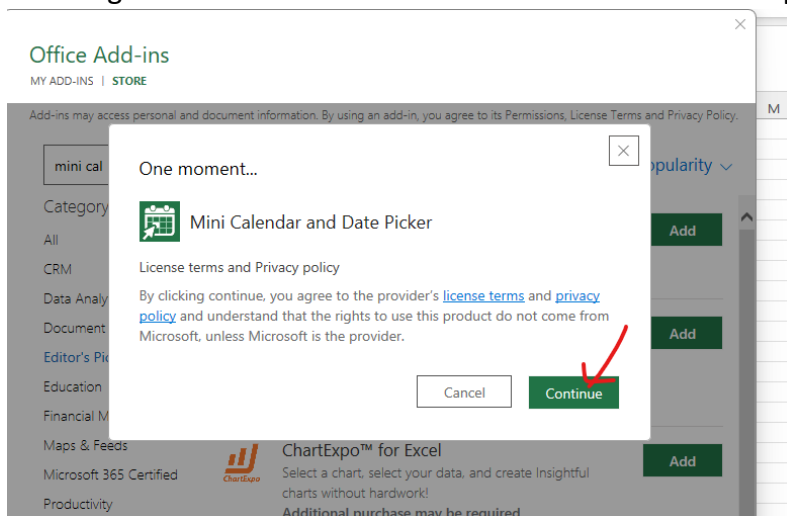 Office Add-ins
MY ADD-INS | STORE
Add-ins may access personal and document information. By using an add-in, you agree to its Permissions, License Terms and Privacy Policy.
M
mini cal
One moment...
Mini Calendar and Date Picker
License terms and Privacy policy
By clicking continue, you agree to the provider's license terms and privacy
policy and understand that the rights to use this product do not come from
Microsoft, unless Microsoft is the provider.
Cancel
Continue
opularity
Category
All
CRM
Data Analy
Document
Editor's Pic
Education
Financial M
Maps & Feeds
Microsoft 365 Certified
Productivity
Add
Add
ChartExpo
ChartExpo™ for Excel
Select a chart, select your data, and create Insightful
charts without hardwork!
Additional purchase may be required
Add